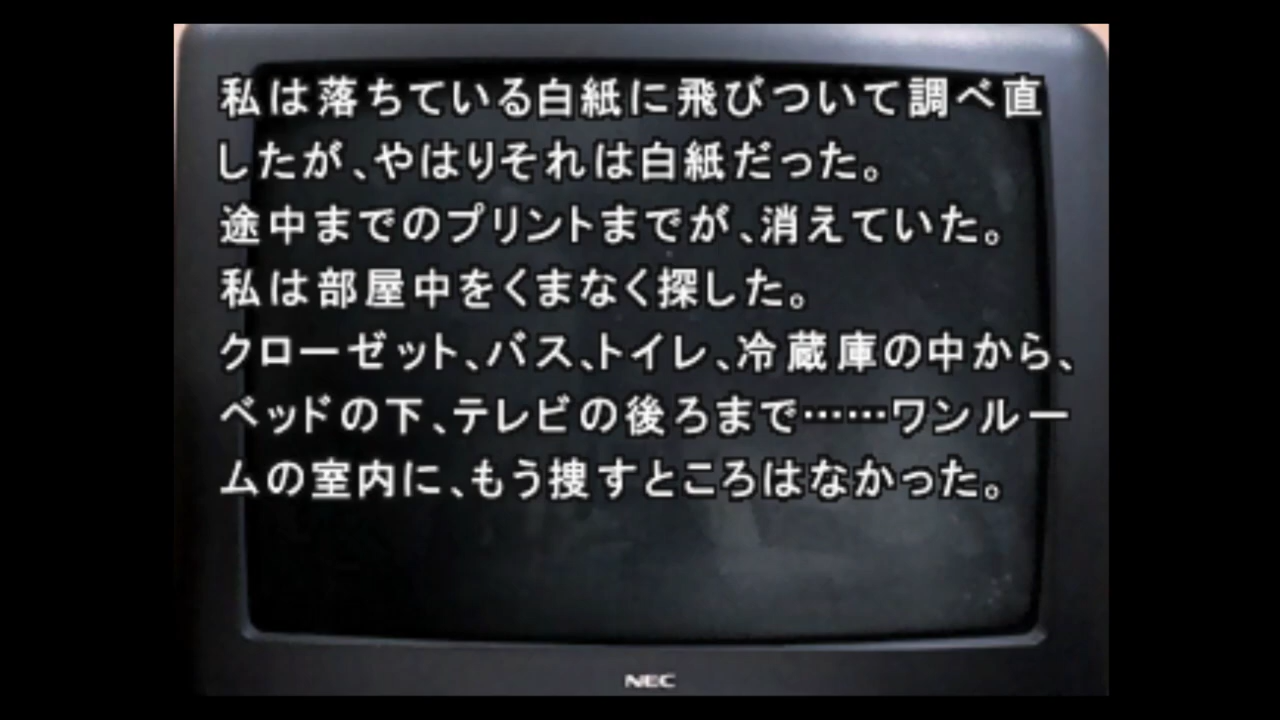 私は落ちている白紙に飛びついて調べ直
したが、やはりそれは白紙だった。
途中までのプリントまでが、消えていた。
私は部屋中をくまなく探した。
クローゼット、バス、トイレ、冷蔵庫の中から、
ベッドの下、テレビの後ろまで……ワンルー
ムの室内に、もう捜すところはなかった。
NEC